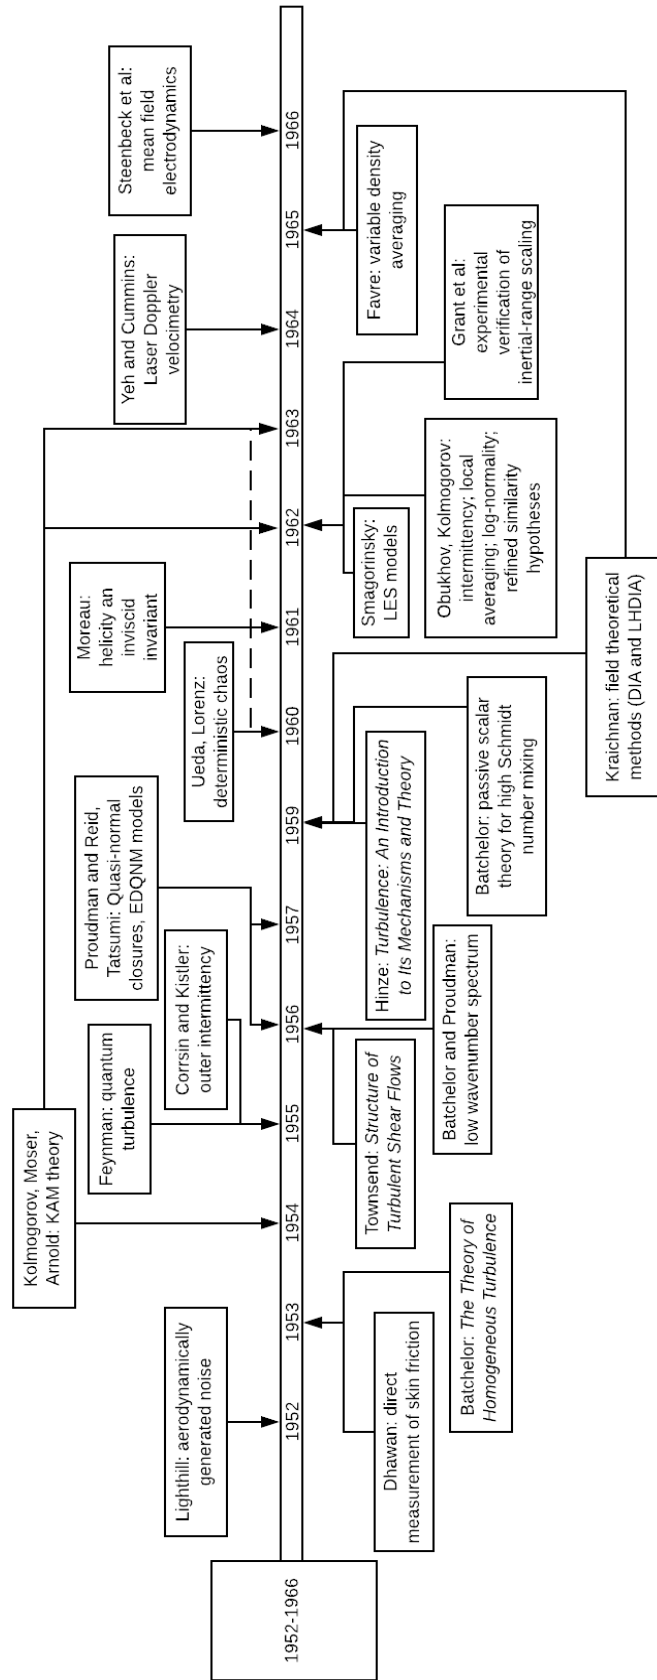 1952-1966
Lighthill: aerodynamically
generated noise
Kolmogorov, Moser,
Arnold: KAM theory
Feynman: quantum
turbulence
Corrsin and Kistler:
outer intermittency
Proudman and Reid,
Tatsumi: Quasi-normal
closures, EDQNM models
Ueda, Lorenz:
deterministic chaos
Moreau:
helicity an
inviscid
invariant
Yeh and Cummins:
Laser Doppler
velocimetry
Steenbeck et al:
mean field
electrodynamics
1952
1953
1954
1955
1956
1957
1959
1960
1961
1962
1963
1964
1965
1966
Dhawan: direct
measurement of skin friction
Batchelor: The Theory of
Homogeneous Turbulence
Townsend: Structure of
Turbulent Shear Flows
Batchelor and Proudman:
low wavenumber spectrum
Hinze: Turbulence: An Introduction
to Its Mechanisms and Theory
Batchelor: passive scalar
theory for high Schmidt
number mixing
Kraichnan: field theoretical
methods (DIA and LHDIA)
Smagorinsky:
LES models
Obukhov, Kolmogorov:
intermittency; local
averaging; log-normality;
refined similarity
hypotheses
Grant et al:
experimental
verification of
inertial-range scaling
Favre: variable density
averaging